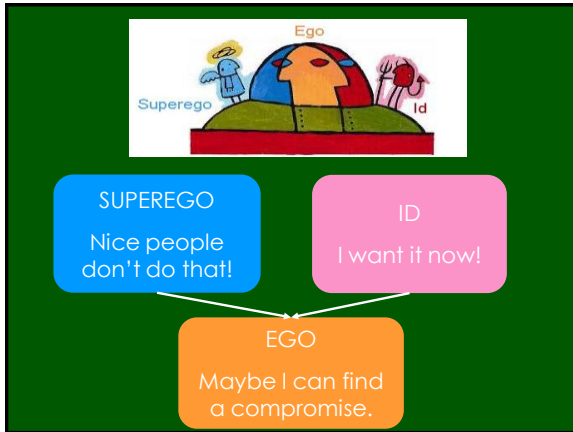 Ego
Superego
Id
SUPEREGO
Nice people
don't do that!
ID
I want it now!
EGO
Maybe I can find
a compromise.